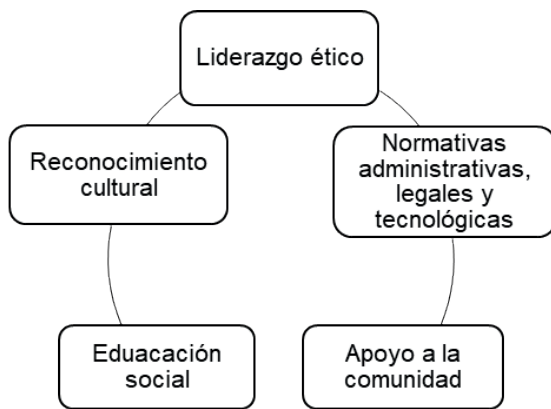 Liderazgo ético
Reconocimiento
cultural
Normativas
administrativas,
legales y
tecnológicas
Eduacación
social
Apoyo a la
comunidad